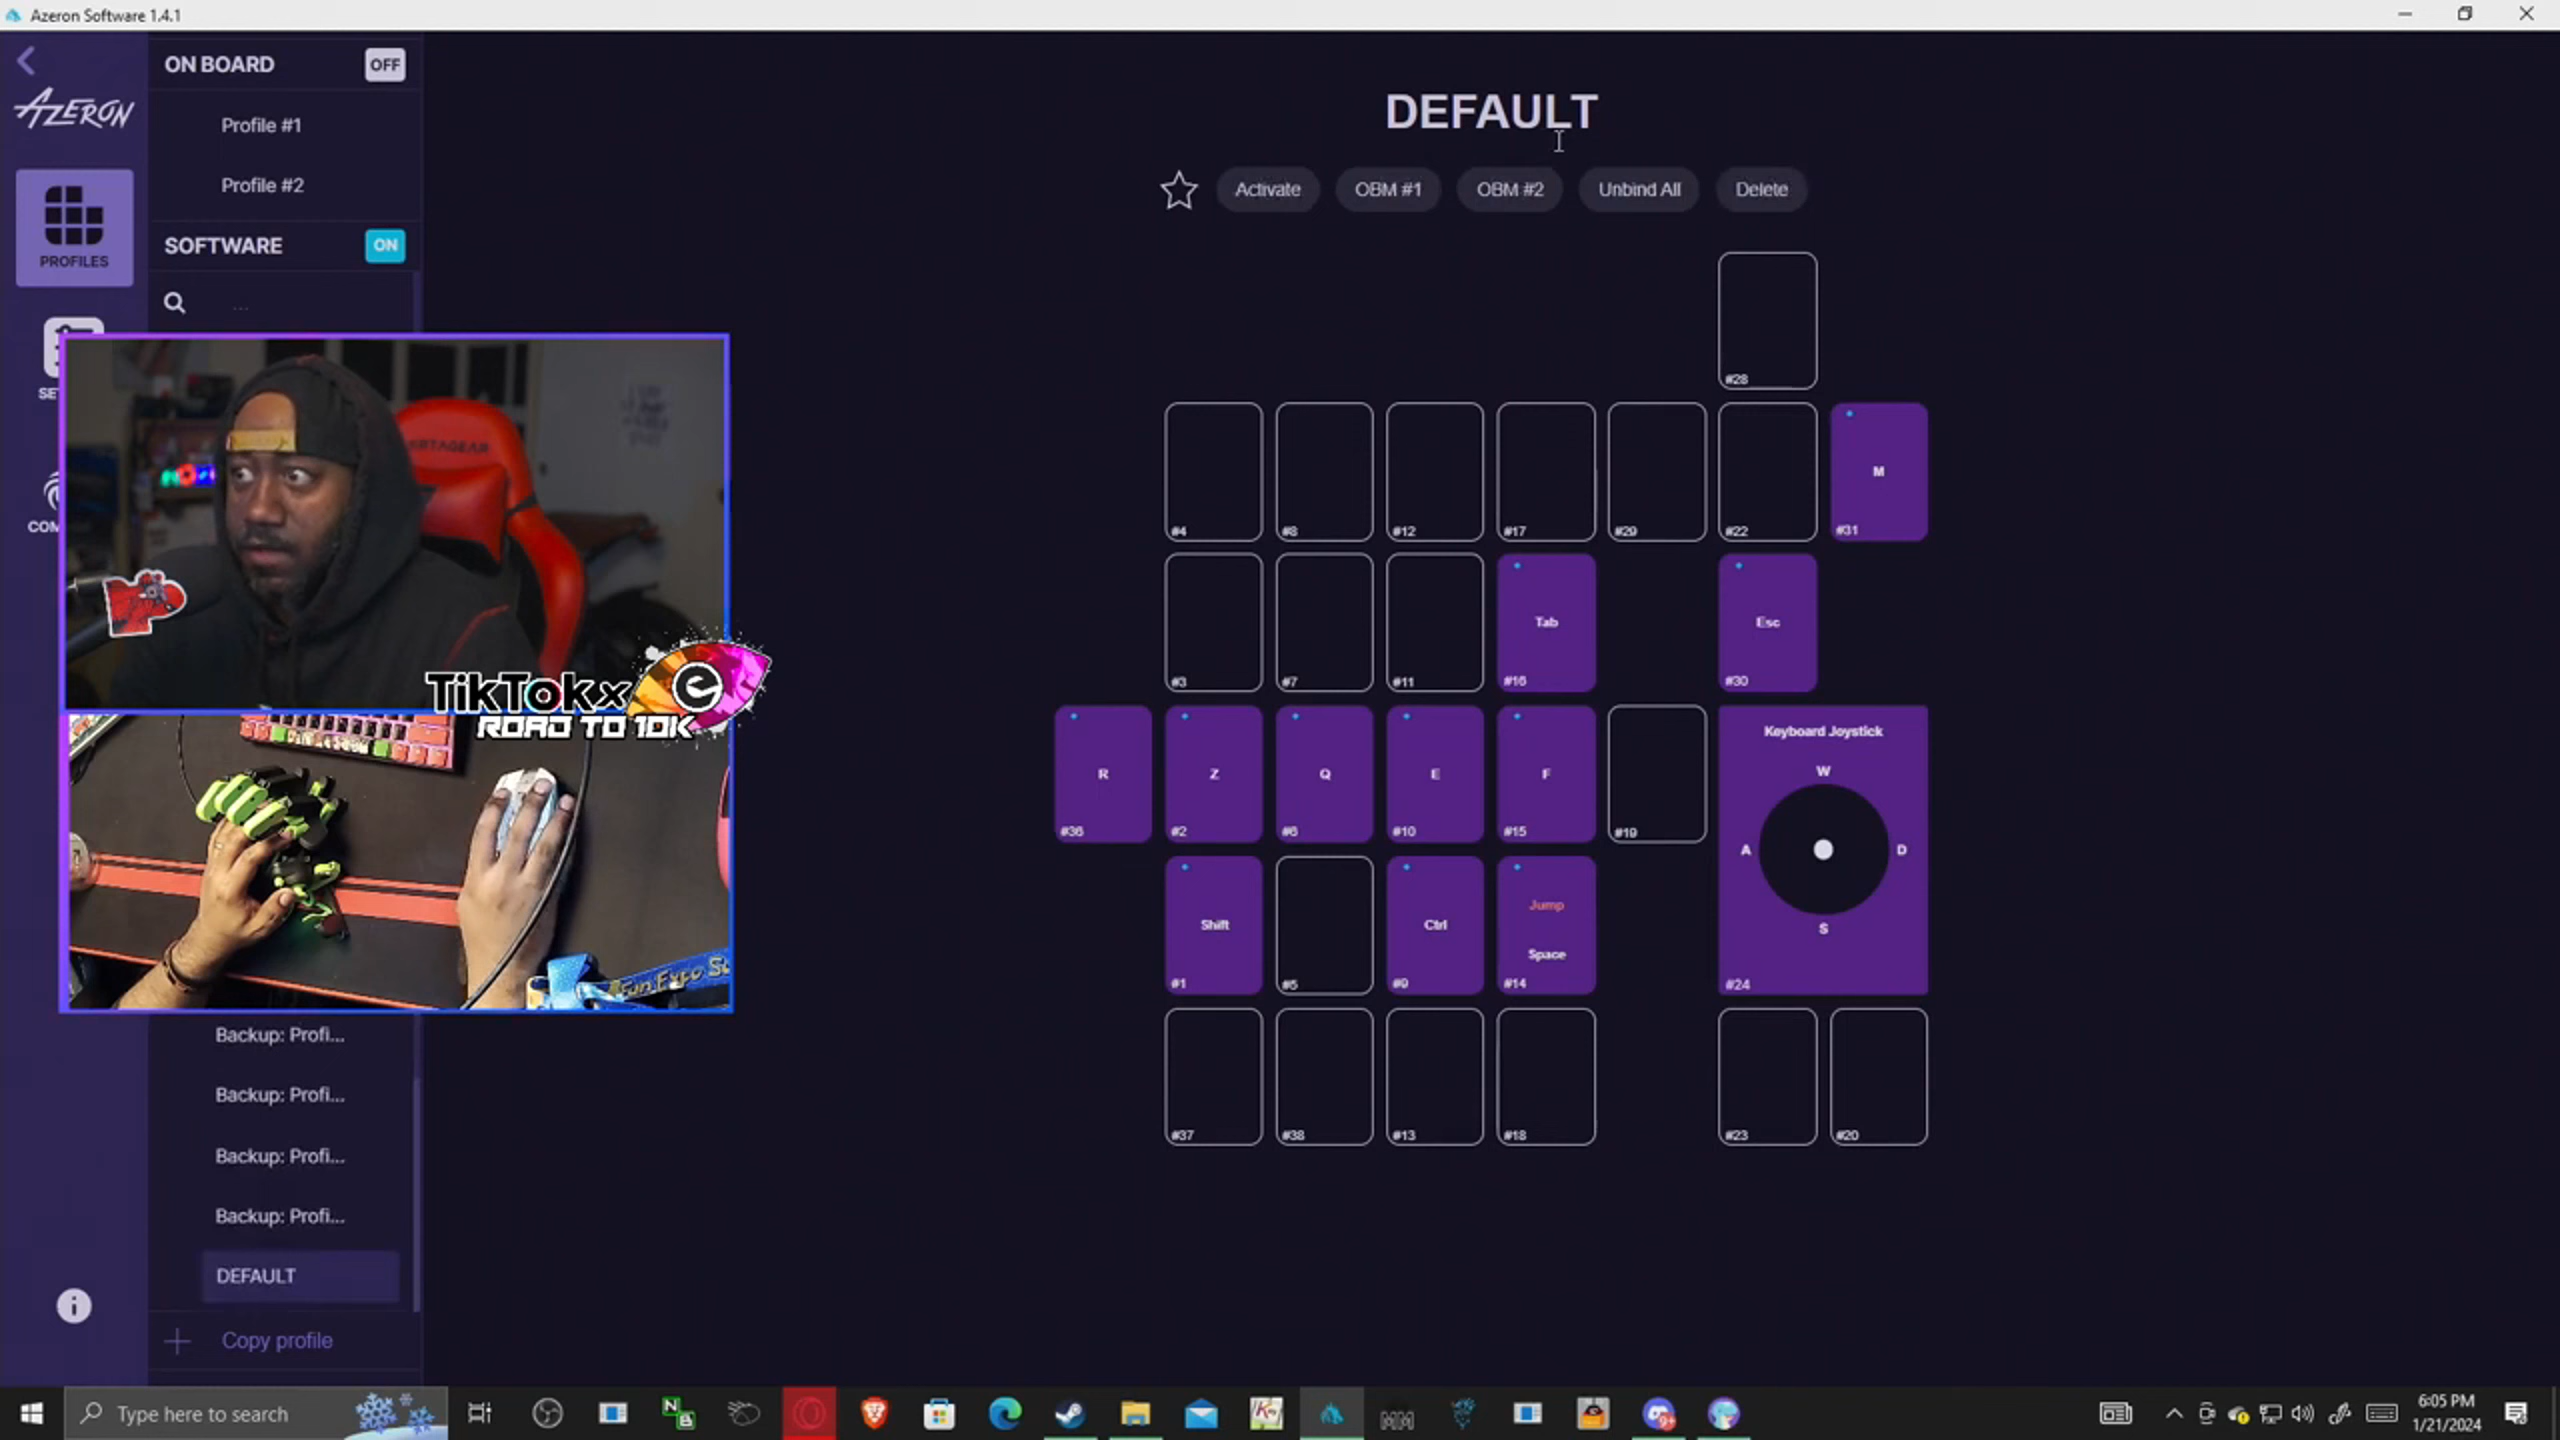 Azeron Software 1.4.1
AZERON
PROFILES
ON BOARD
OFF
Profile #1
Profile #2
SOFTWARE
ON
...
Backup: Profi...
Backup: Profi...
Backup: Profi...
Backup: Profi...
DEFAULT
Copy profile
TikTok x
ROAD TO 10K
DEFAULT
Activate
OBM #1
OBM #2
Unbind All
Delete
#28
#4
#8
#12
#17
#29
#22
M
#31
#3
#7
#11
Tab
#16
Esc
#30
R
#36
Z
#2
Q
#6
E
#10
F
#15
#19
Keyboard Joystick
W
A
D
S
#24
Shift
#1
#5
Ctrl
#9
Jump
Space
#14
#37
#38
#13
#18
#23
#20
Type here to search
6:05 PM
1/21/2024